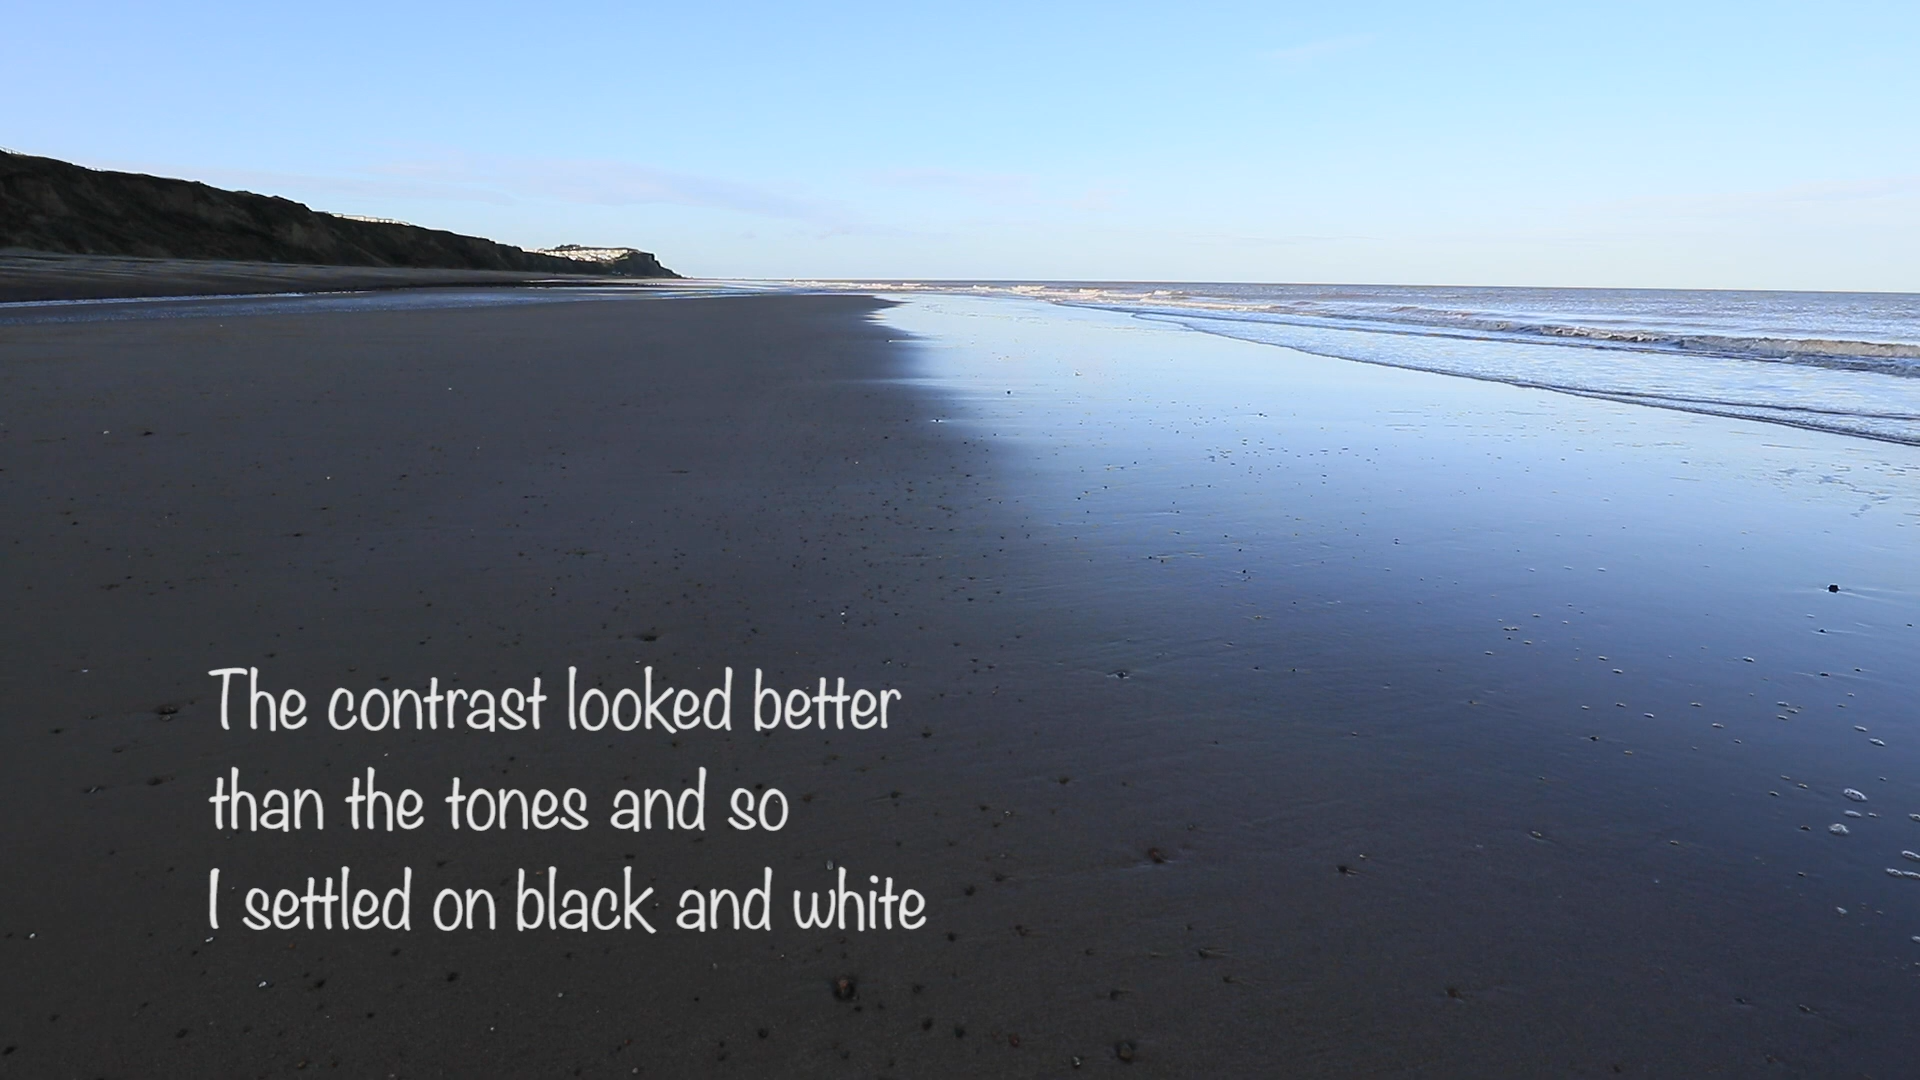 The contrast looked better
than the tones and so
I settled on black and white